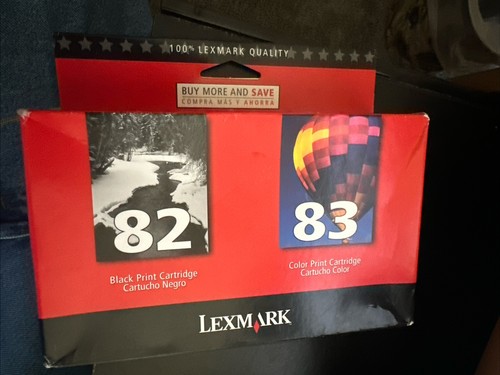 100% LEXMARK QUALITY
BUY MORE AND SAVE
COMPRA MÁS Y AHORRA
82
Black Print Cartridge
Cartucho Negro
83
Color Print Cartridge
Cartucho Color
LEXMARK